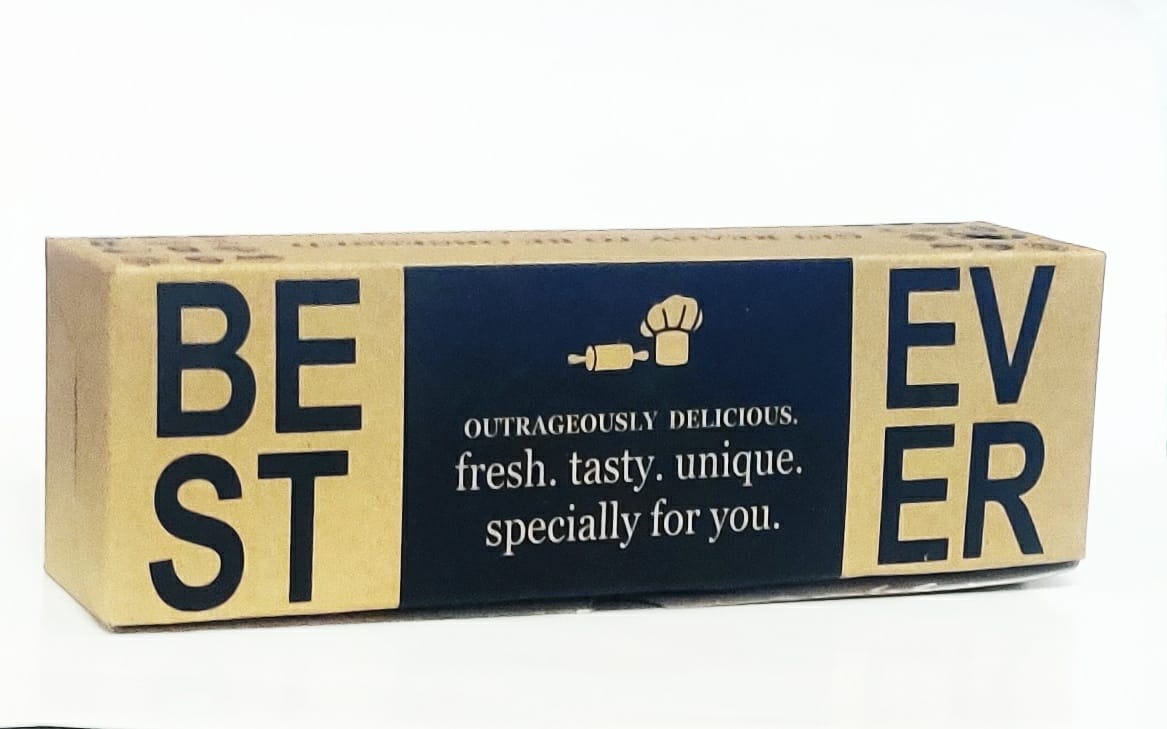 BE
ST
OUTRAGEOUSLY DELICIOUS.
fresh. tasty. unique.
specially for you.
EV
ER